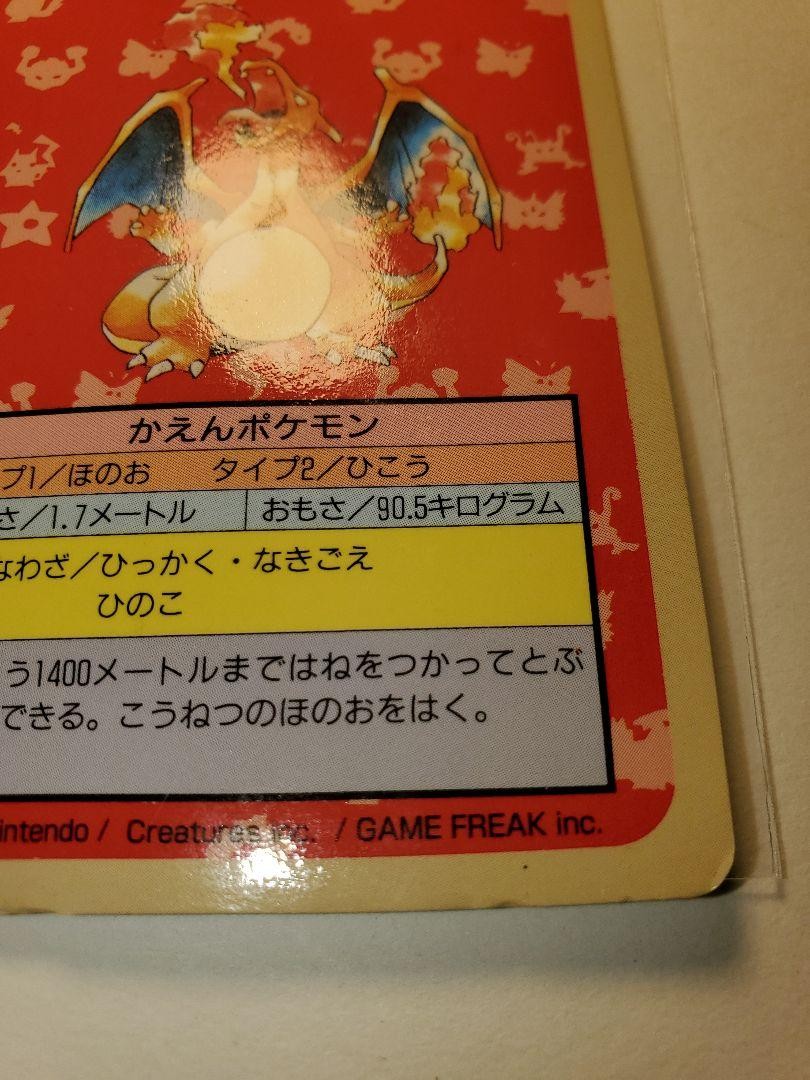 かえんポケモン
プ1/ほのお タイプ2/ひこう
さ/1.7メートル おもさ/90.5キログラム
なわざ/ひっかく・なきごえ
ひのこ
う1400メートルまではねをつかってとぶ
できる。こうねつのほのおをはく。
intendo / Creatures inc. / GAME FREAK inc.